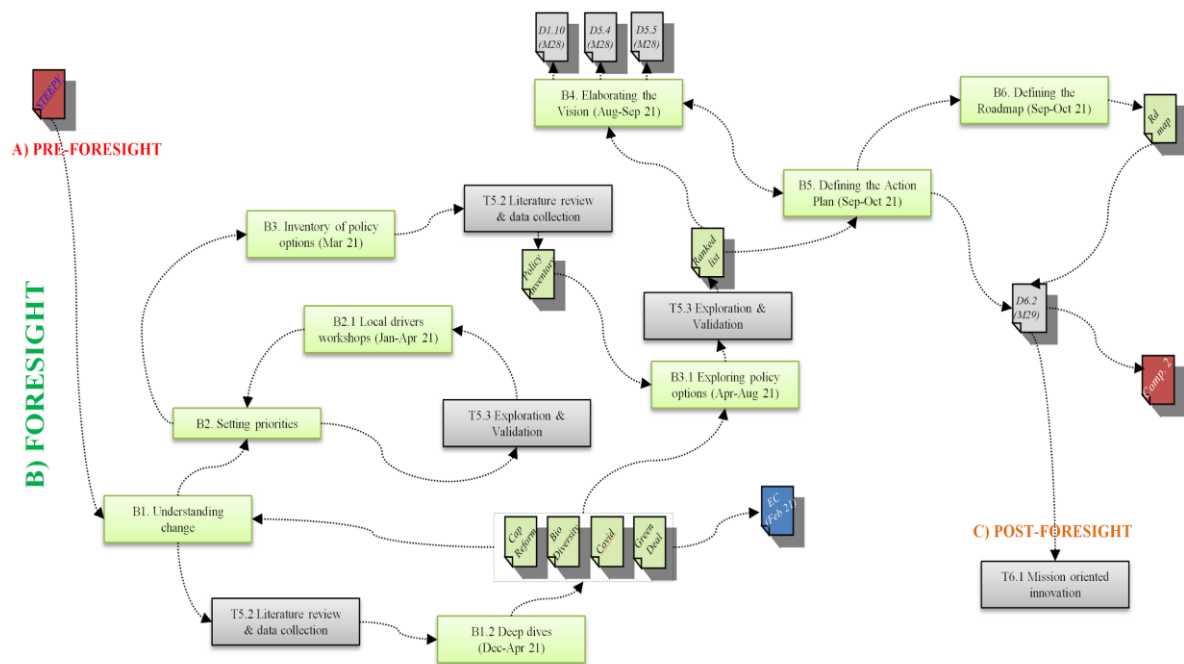 D1.10
(M28)
D5.4
(M28)
D5.5
(M28)
STEEPV
A) PRE-FORESIGHT
B4. Elaborating the
Vision (Aug-Sep 21)
B6. Defining the
Roadmap (Sep-Oct 21)
Rd
map
T5.2 Literature review
& data collection
B5. Defining the Action
Plan (Sep-Oct 21)
B3. Inventory of policy
options (Mar 21)
Policy
Inventory
Ranked
list
B) FORESIGHT
B2.1 Local drivers
workshops (Jan-Apr 21)
T5.3 Exploration &
Validation
D6.2
(M29)
B3.1 Exploring policy
options (Apr-Aug 21)
Comp. 2
B2. Setting priorities
T5.3 Exploration &
Validation
B1. Understanding
change
Cap
Reform
Bio
Diversity
Covid
Green
Deal
EC
(Feb 21)
C) POST-FORESIGHT
T6.1 Mission oriented
innovation
T5.2 Literature review
& data collection
B1.2 Deep dives
(Dec-Apr 21)